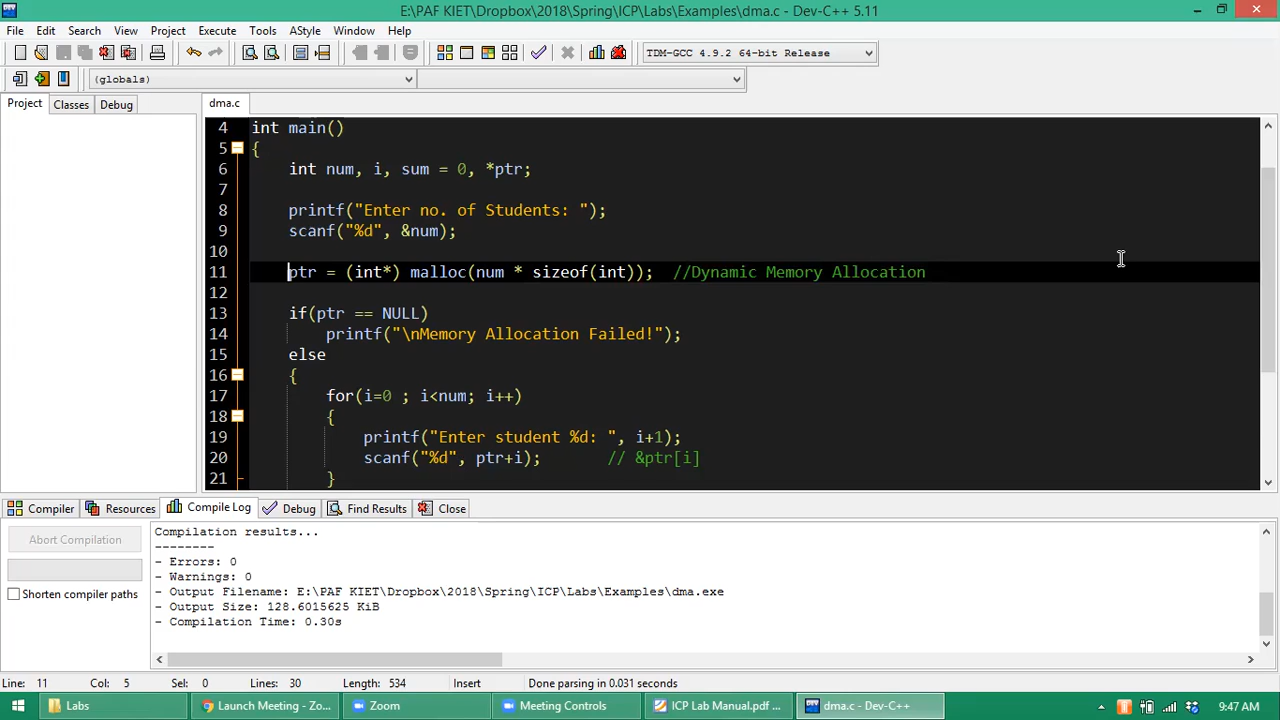 E:\PAF KIET\Dropbox\2018\Spring\ICP\Labs\Examples\dma.c - Dev-C++ 5.11
File Edit Search View Project Execute Tools AStyle Window Help
TDM-GCC 4.9.2 64-bit Release
(globals)
Project Classes Debug
dma.c
4 int main()
5 {
6 int num, i, sum = 0, *ptr;
7
8 printf("Enter no. of Students: ");
9 scanf("%d", &num);
10
11 ptr = (int*) malloc(num * sizeof(int)); //Dynamic Memory Allocation
12
13 if(ptr == NULL)
14 printf("\nMemory Allocation Failed!");
15 else
16 {
17 for(i=0 ; i<num; i++)
18 {
19 printf("Enter student %d: ", i+1);
20 scanf("%d", ptr+i); // &ptr[i]
21 }
Compiler Resources Compile Log Debug Find Results Close
Abort Compilation
Shorten compiler paths
Compilation results...
--------
- Errors: 0
- Warnings: 0
- Output Filename: E:\PAF KIET\Dropbox\2018\Spring\ICP\Labs\Examples\dma.exe
- Output Size: 128.6015625 KiB
- Compilation Time: 0.30s
Line: 11 Col: 5 Sel: 0 Lines: 30 Length: 534 Insert Done parsing in 0.031 seconds
Labs Launch Meeting - Zo... Zoom Meeting Controls ICP Lab Manual.pdf ... dma.c - Dev-C++ 9:47 AM